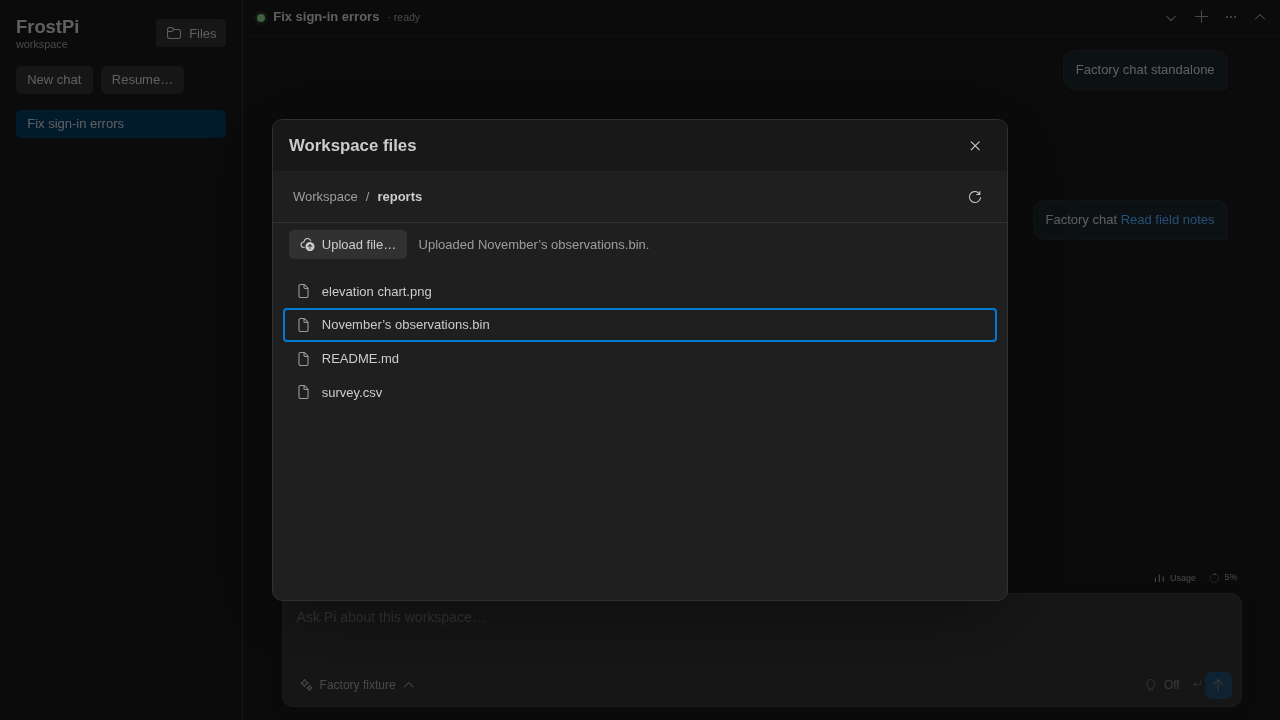 FrostPi
workspace
Files
New chat
Resume…
Fix sign-in errors
Fix sign-in errors · ready
Factory chat standalone
Factory chat Read field notes
Workspace files
Workspace / reports
Upload file…
Uploaded November’s observations.bin.
elevation chart.png
November’s observations.bin
README.md
survey.csv
Usage
5%
Ask Pi about this workspace…
Factory fixture
Off